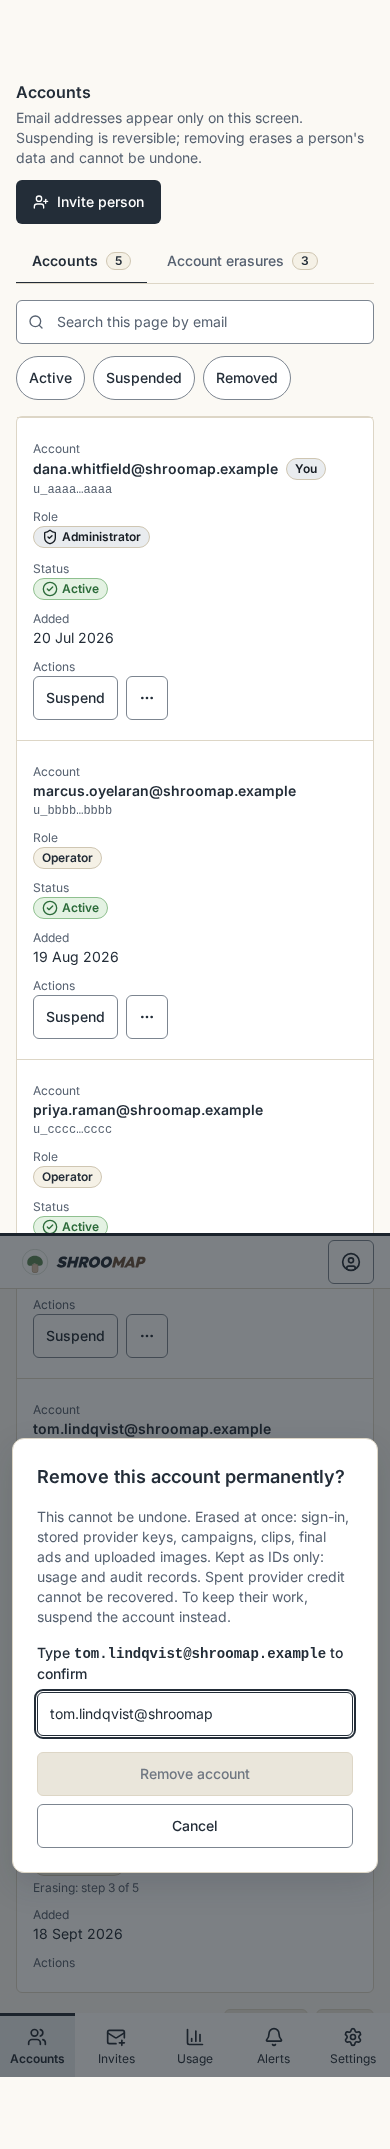 Accounts
Email addresses appear only on this screen.
Suspending is reversible; removing erases a person's
data and cannot be undone.
Invite person
Accounts 5 Account erasures 3
Search this page by email
Active Suspended Removed
Account
dana.whitfield@shroomap.example You
u_aaaa…aaaa
Role
Administrator
Status
Active
Added
20 Jul 2026
Actions
Suspend ···
Account
marcus.oyelaran@shroomap.example
u_bbbb…bbbb
Role
Operator
Status
Active
Added
19 Aug 2026
Actions
Suspend ···
Account
priya.raman@shroomap.example
u_cccc…cccc
Role
Operator
Status
Active
SHROOMAP
Actions
Suspend ···
Account
tom.lindqvist@shroomap.example
Remove this account permanently?
This cannot be undone. Erased at once: sign-in,
stored provider keys, campaigns, clips, final
ads and uploaded images. Kept as IDs only:
usage and audit records. Spent provider credit
cannot be recovered. To keep their work,
suspend the account instead.
Type tom.lindqvist@shroomap.example to
confirm
tom.lindqvist@shroomap
Remove account
Cancel
Erasing: step 3 of 5
Added
18 Sept 2026
Actions
Accounts Invites Usage Alerts Settings